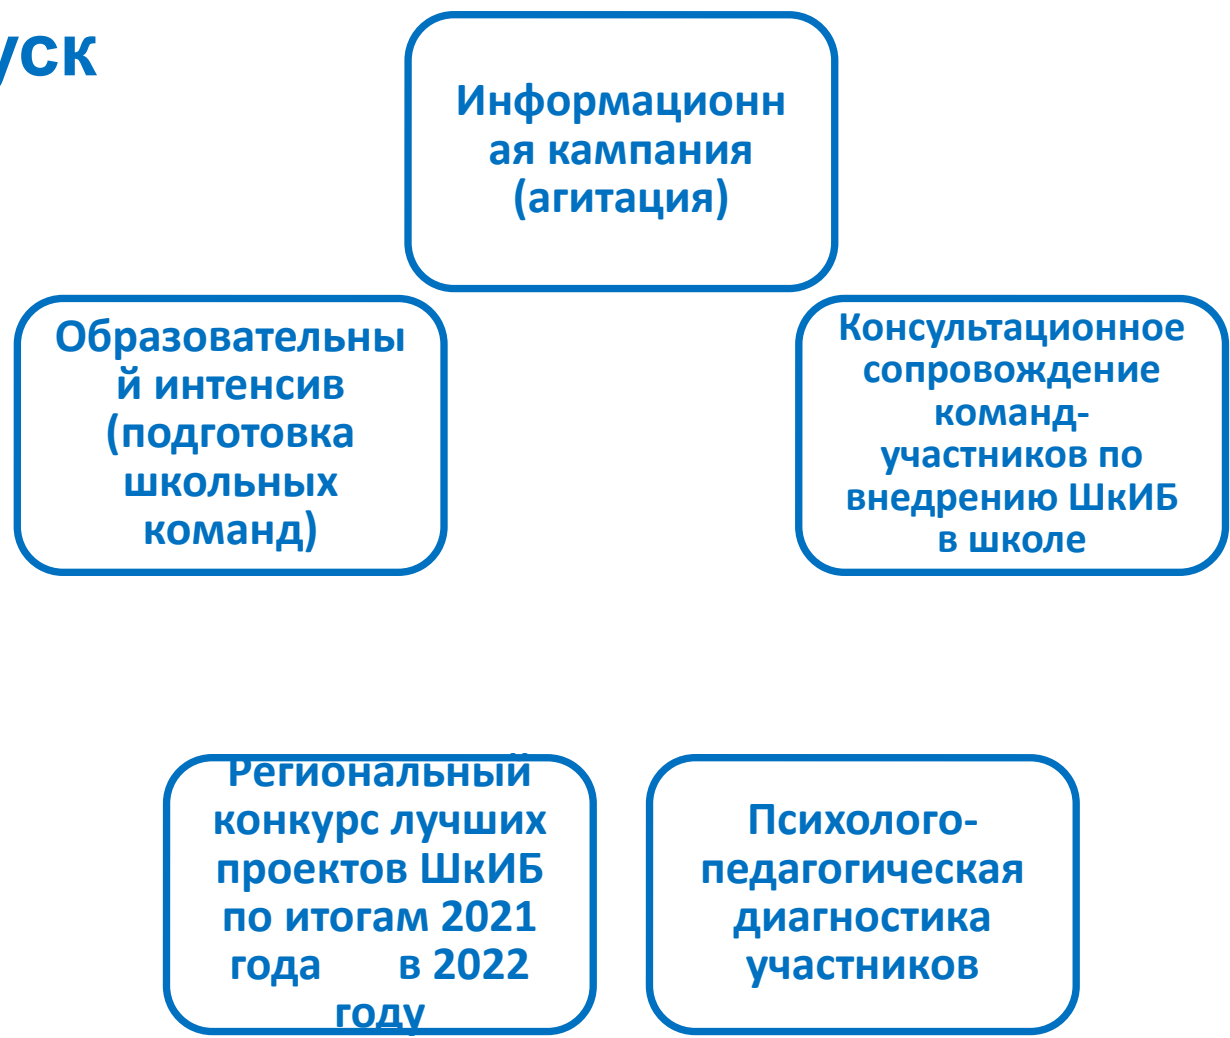 уск
Информационн
ая кампания
(агитация)
Образовательны
й интенсив
(подготовка
школьных
команд)
Консультационное
сопровождение
команд-
участников по
внедрению ШкИБ
в школе
Региональный
конкурс лучших
проектов ШкИБ
по итогам 2021
года в 2022
году
Психолого-
педагогическая
диагностика
участников